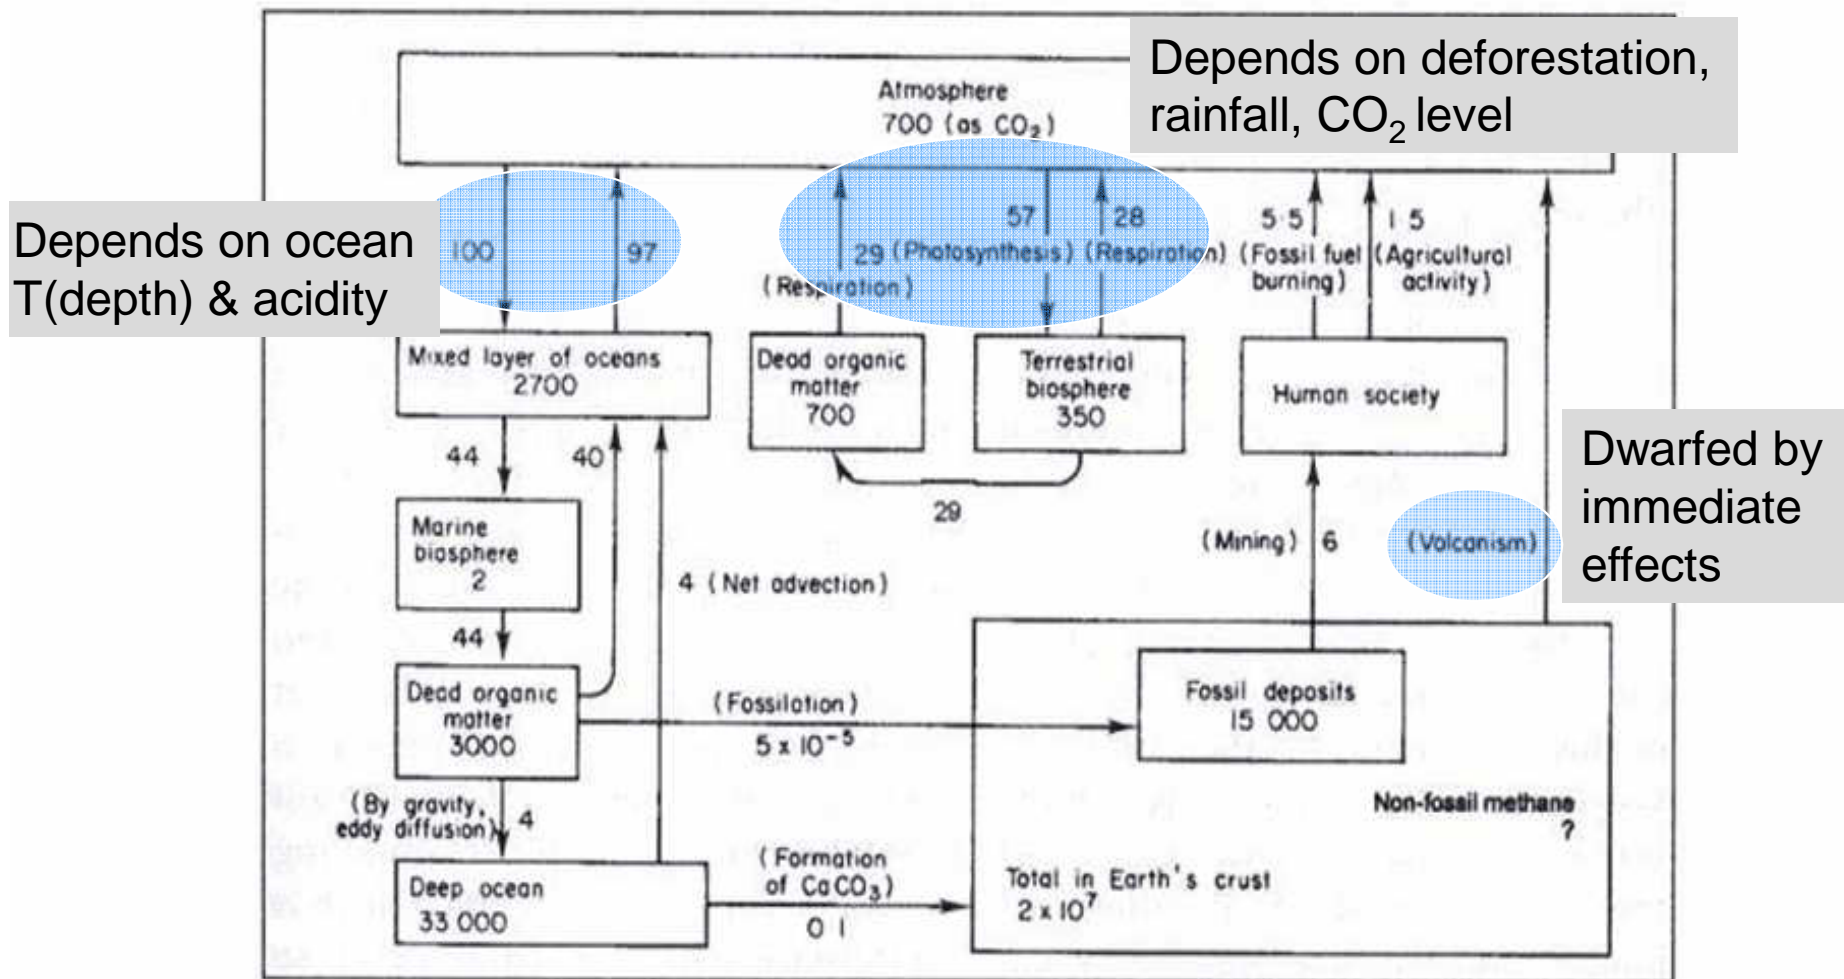 Atmosphere
700 (as CO₂)
Depends on deforestation,
rainfall, CO₂ level
Depends on ocean
T(depth) & acidity
100
97
29
(Respiration)
57
(Photosynthesis)
28
(Respiration)
5·5
(Fossil fuel
burning)
1·5
(Agricultural
activity)
Mixed layer of oceans
2700
Dead organic
matter
700
Terrestrial
biosphere
350
Human society
44
40
29
Dwarfed by
immediate
effects
Marine
biosphere
2
4 (Net advection)
(Mining) 6
(Volcanism)
44
Dead organic
matter
3000
(Fossilation)
5 x 10⁻⁵
Fossil deposits
15 000
(By gravity,
eddy diffusion)
4
Non-fossil methane
?
Deep ocean
33 000
(Formation
of CaCO₃)
0·1
Total in Earth's crust
2 x 10⁷